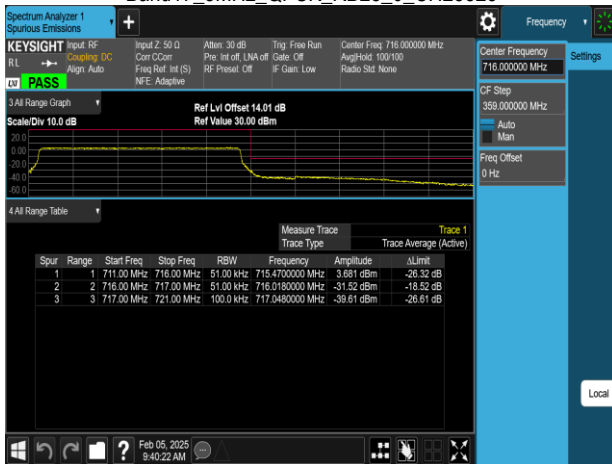 Spectrum Analyzer 1
Spurious Emissions
+
Frequency
KEYSIGHT Input: RF Input Z: 50 Ω Atten: 30 dB Trig: Free Run Center Freq: 716.000000 MHz
RL Coupling: DC Corr CCorr Pre: Int off, LNA off Gate: Off Avg|Hold: 100/100
Align: Auto Freq Ref: Int (S) RF Preset: Off IF Gain: Low Radio Std: None
LXI PASS NFE: Adaptive
3 All Range Graph
Ref Lvl Offset 14.01 dB
Scale/Div 10.0 dB Ref Value 30.00 dBm
20.0
0.00
-20.0
-40.0
-60.0
4 All Range Table
Measure Trace Trace 1
Trace Type Trace Average (Active)
Spur Range Start Freq Stop Freq RBW Frequency Amplitude ΔLimit
1 1 711.00 MHz 716.00 MHz 51.00 kHz 715.4700000 MHz 3.681 dBm -26.32 dB
2 2 716.00 MHz 717.00 MHz 51.00 kHz 716.0180000 MHz -31.52 dBm -18.52 dB
3 3 717.00 MHz 721.00 MHz 100.0 kHz 717.0480000 MHz -39.61 dBm -26.61 dB
Center Frequency
716.000000 MHz
Settings
CF Step
359.000000 MHz
Auto
Man
Freq Offset
0 Hz
Local
?
Feb 05, 2025
9:40:22 AM